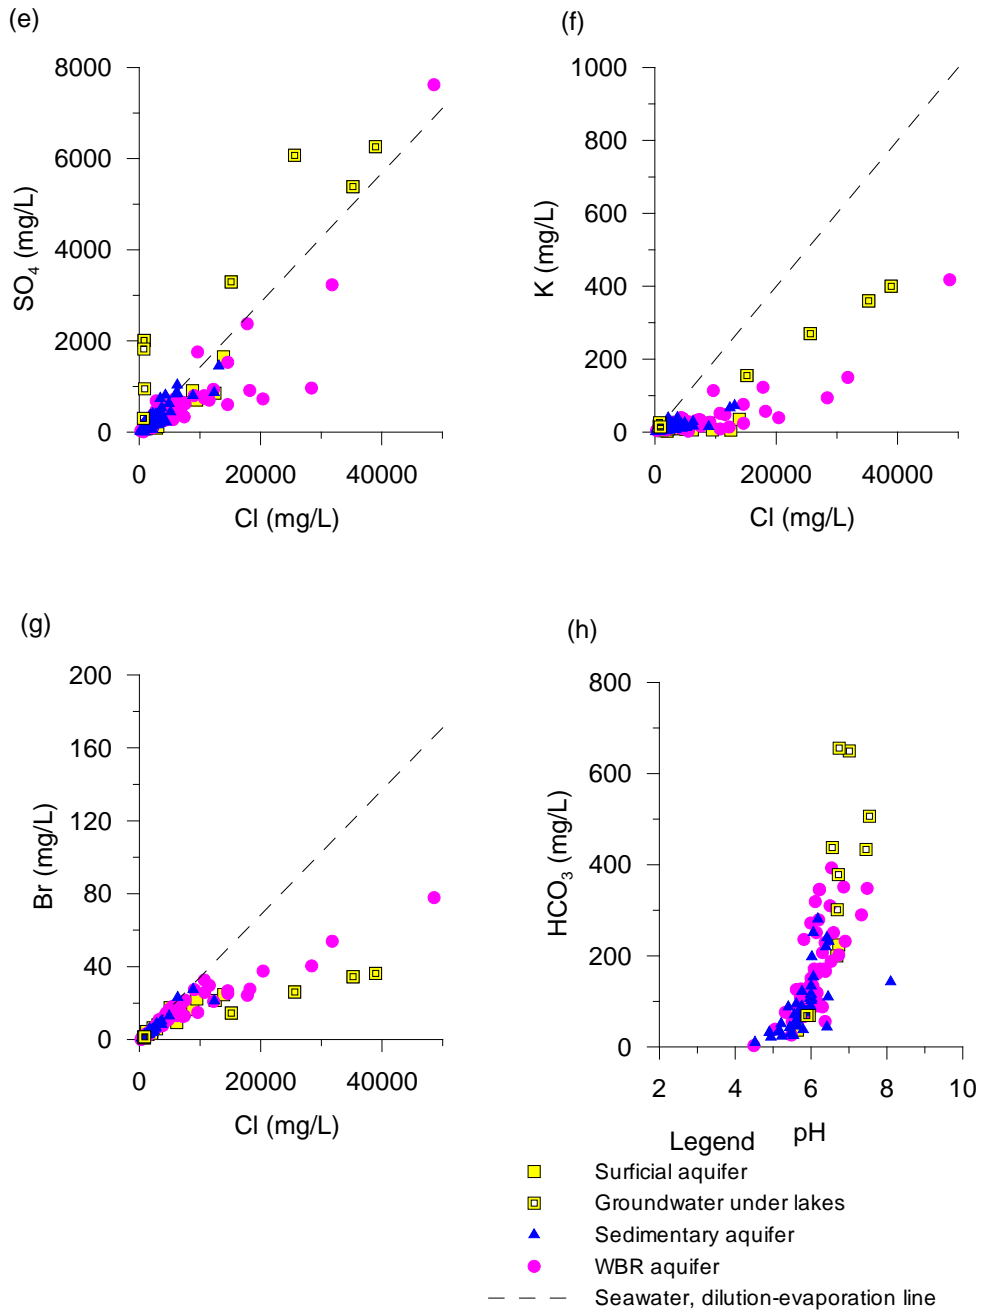 (e)
(f)
8000
6000
4000
2000
0
SO₄ (mg/L)
0
20000
40000
Cl (mg/L)
1000
800
600
400
200
0
K (mg/L)
0
20000
40000
Cl (mg/L)
(g)
(h)
200
160
120
80
40
0
Br (mg/L)
0
20000
40000
Cl (mg/L)
800
600
400
200
0
HCO₃ (mg/L)
2
4
6
8
10
pH
Legend
Surficial aquifer
Groundwater under lakes
Sedimentary aquifer
WBR aquifer
Seawater, dilution-evaporation line